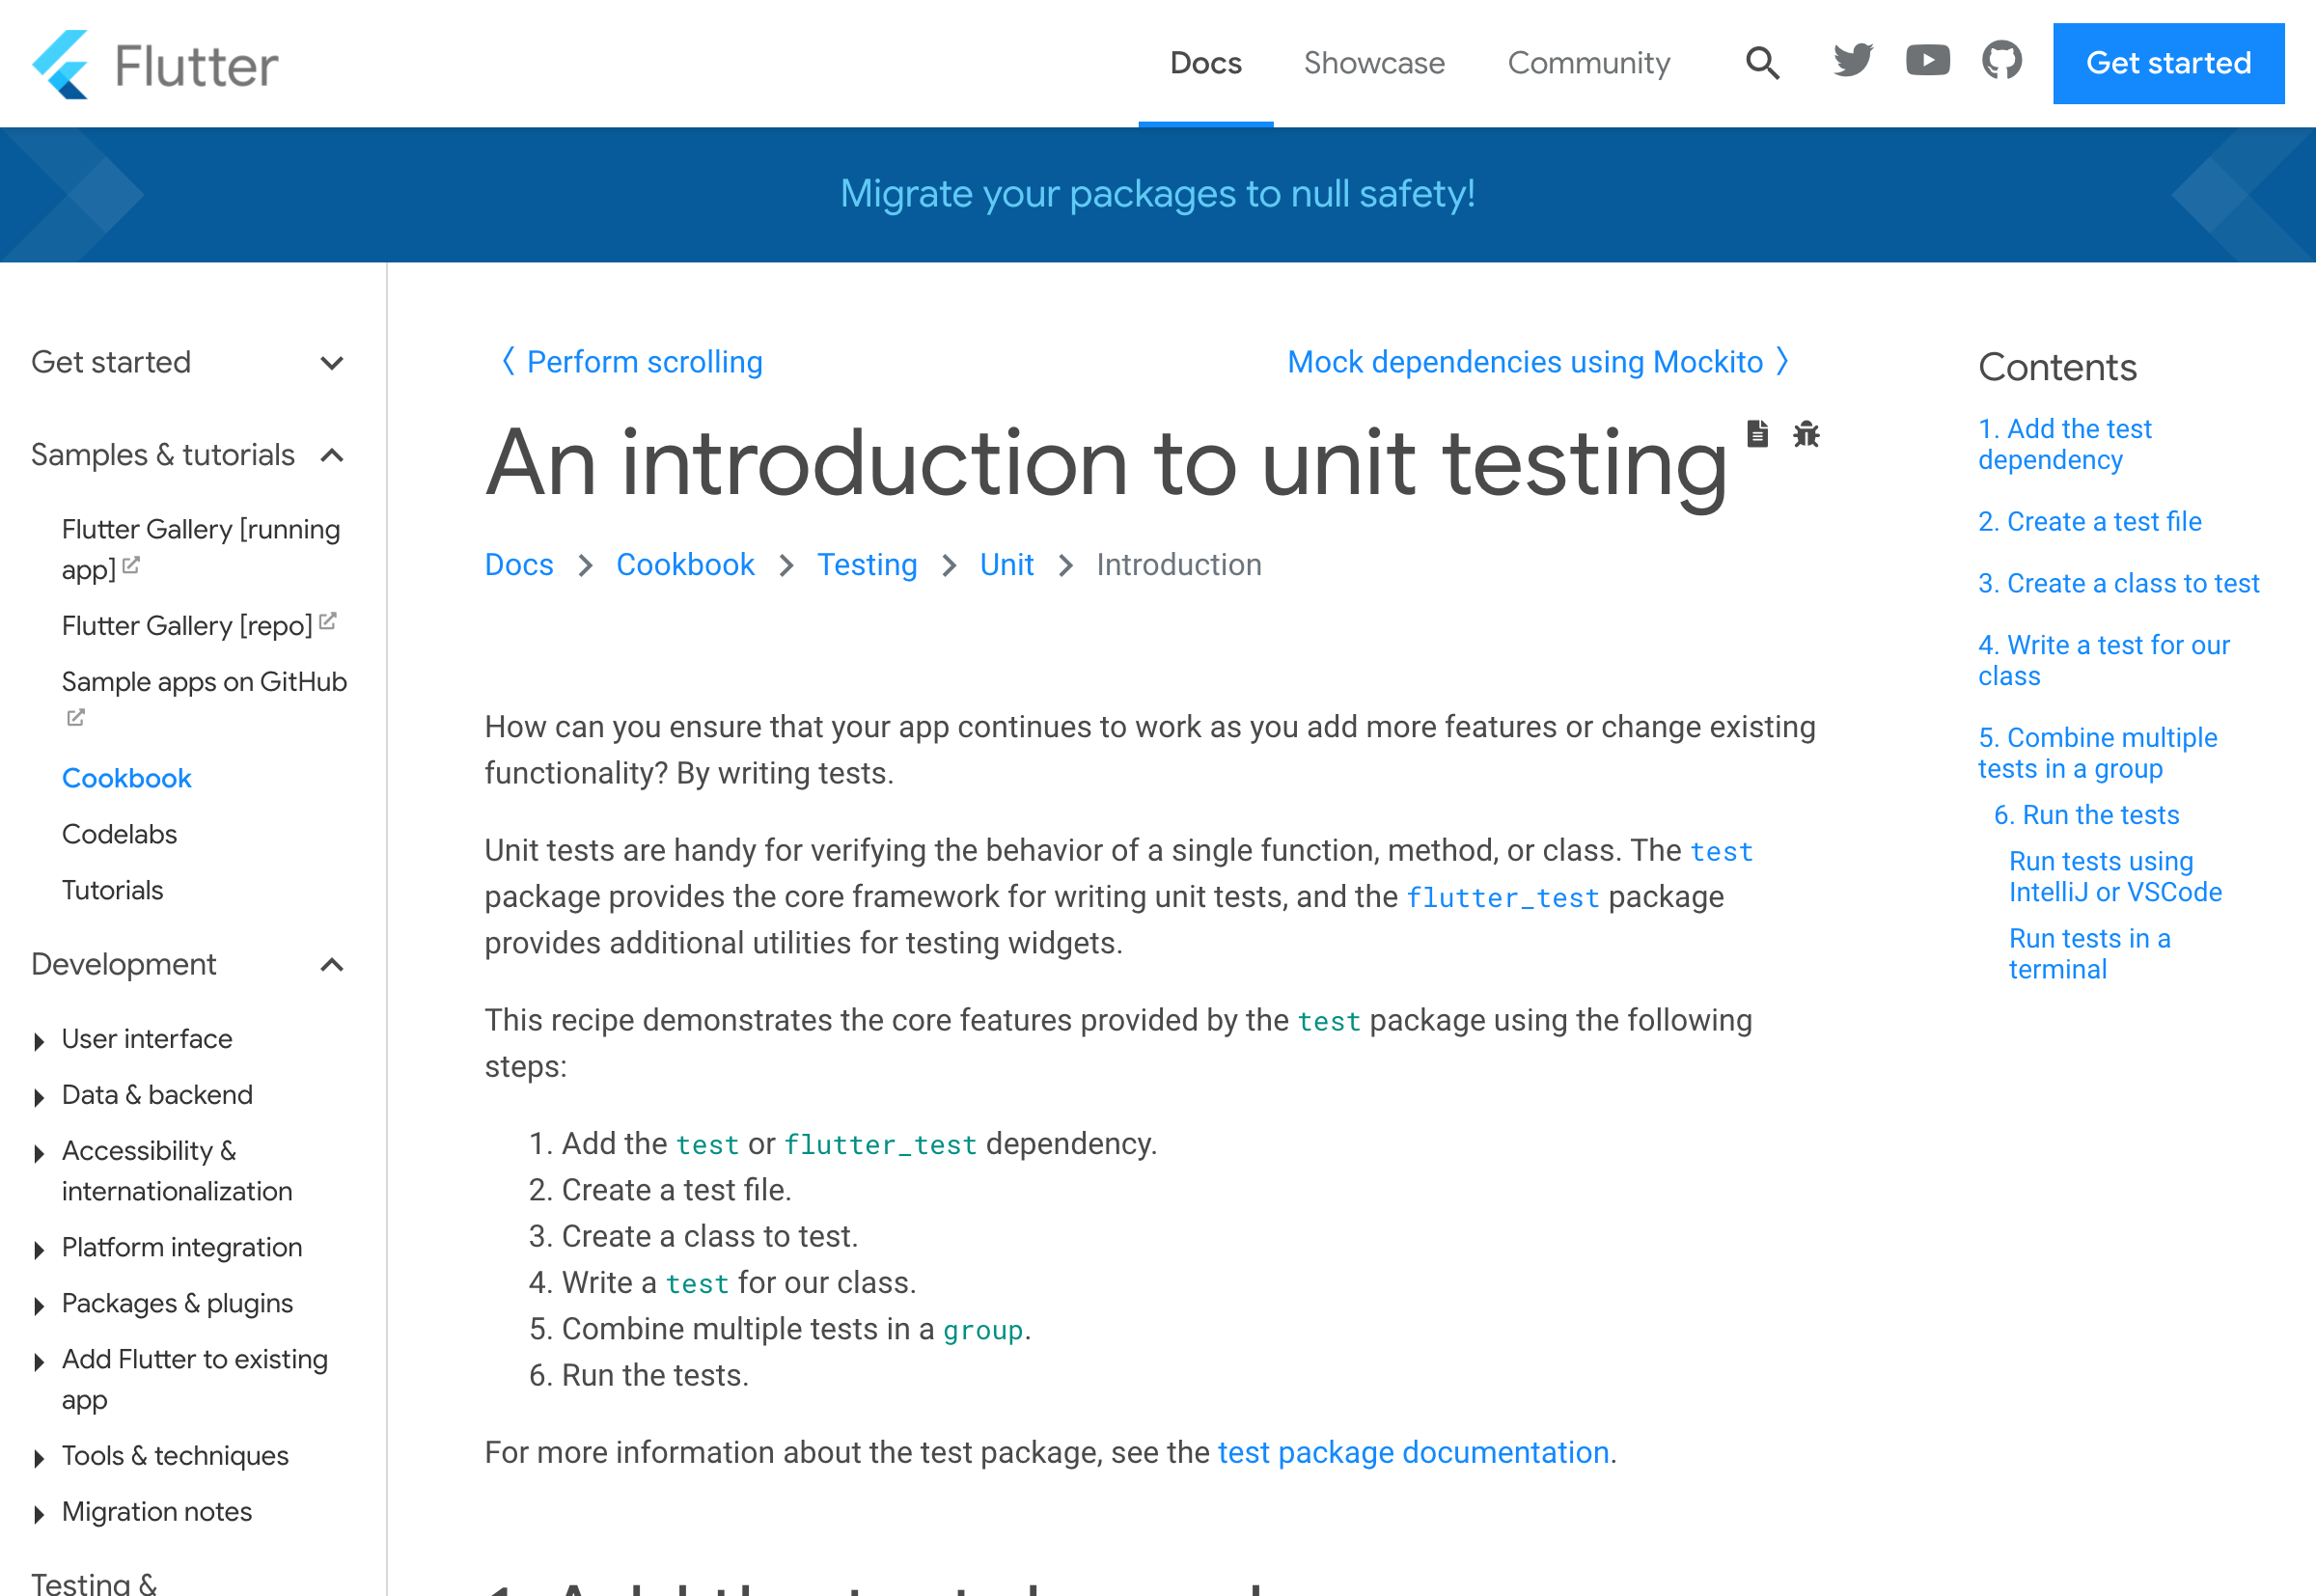 Flutter
Docs
Showcase
Community
Get started
Migrate your packages to null safety!
Get started
Samples & tutorials
Flutter Gallery [running
app]
Flutter Gallery [repo]
Sample apps on GitHub
Cookbook
Codelabs
Tutorials
Development
User interface
Data & backend
Accessibility &
internationalization
Platform integration
Packages & plugins
Add Flutter to existing
app
Tools & techniques
Migration notes
Testing &
〈 Perform scrolling
Mock dependencies using Mockito 〉
An introduction to unit testing
Docs > Cookbook > Testing > Unit > Introduction
How can you ensure that your app continues to work as you add more features or change existing
functionality? By writing tests.
Unit tests are handy for verifying the behavior of a single function, method, or class. The test
package provides the core framework for writing unit tests, and the flutter_test package
provides additional utilities for testing widgets.
This recipe demonstrates the core features provided by the test package using the following
steps:
1. Add the test or flutter_test dependency.
2. Create a test file.
3. Create a class to test.
4. Write a test for our class.
5. Combine multiple tests in a group.
6. Run the tests.
For more information about the test package, see the test package documentation.
Contents
1. Add the test
dependency
2. Create a test file
3. Create a class to test
4. Write a test for our
class
5. Combine multiple
tests in a group
6. Run the tests
Run tests using
IntelliJ or VSCode
Run tests in a
terminal